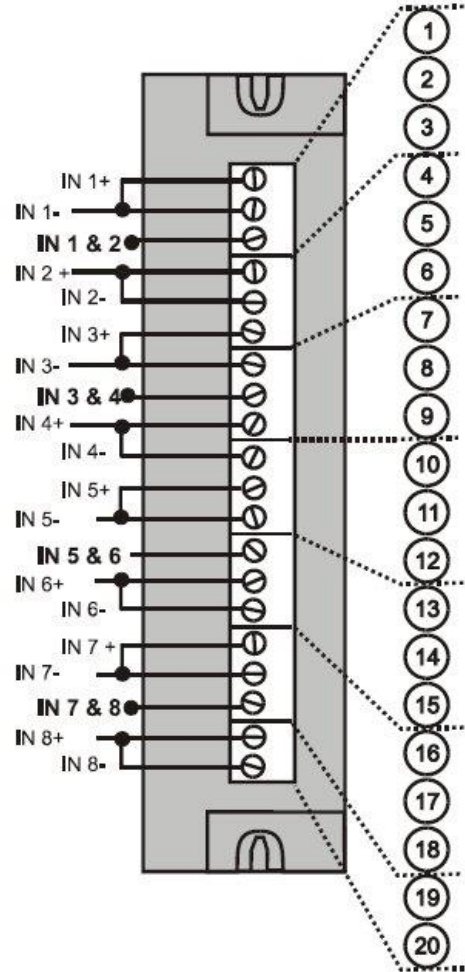 IN 1+
IN 1-
IN 1 & 2
IN 2 +
IN 2-
IN 3+
IN 3-
IN 3 & 4
IN 4+
IN 4-
IN 5+
IN 5-
IN 5 & 6
IN 6+
IN 6-
IN 7 +
IN 7-
IN 7 & 8
IN 8+
IN 8-
1
2
3
4
5
6
7
8
9
10
11
12
13
14
15
16
17
18
19
20